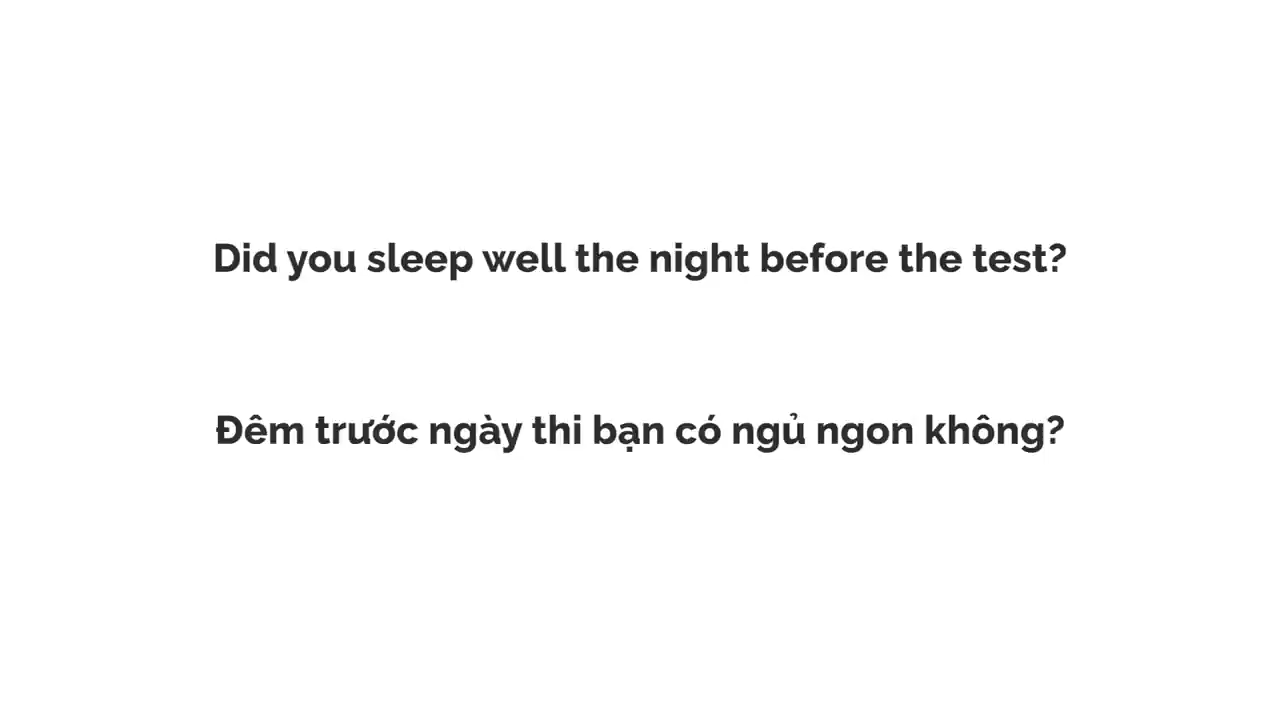 Did you sleep well the night before the test?
Đêm trước ngày thi bạn có ngủ ngon không?